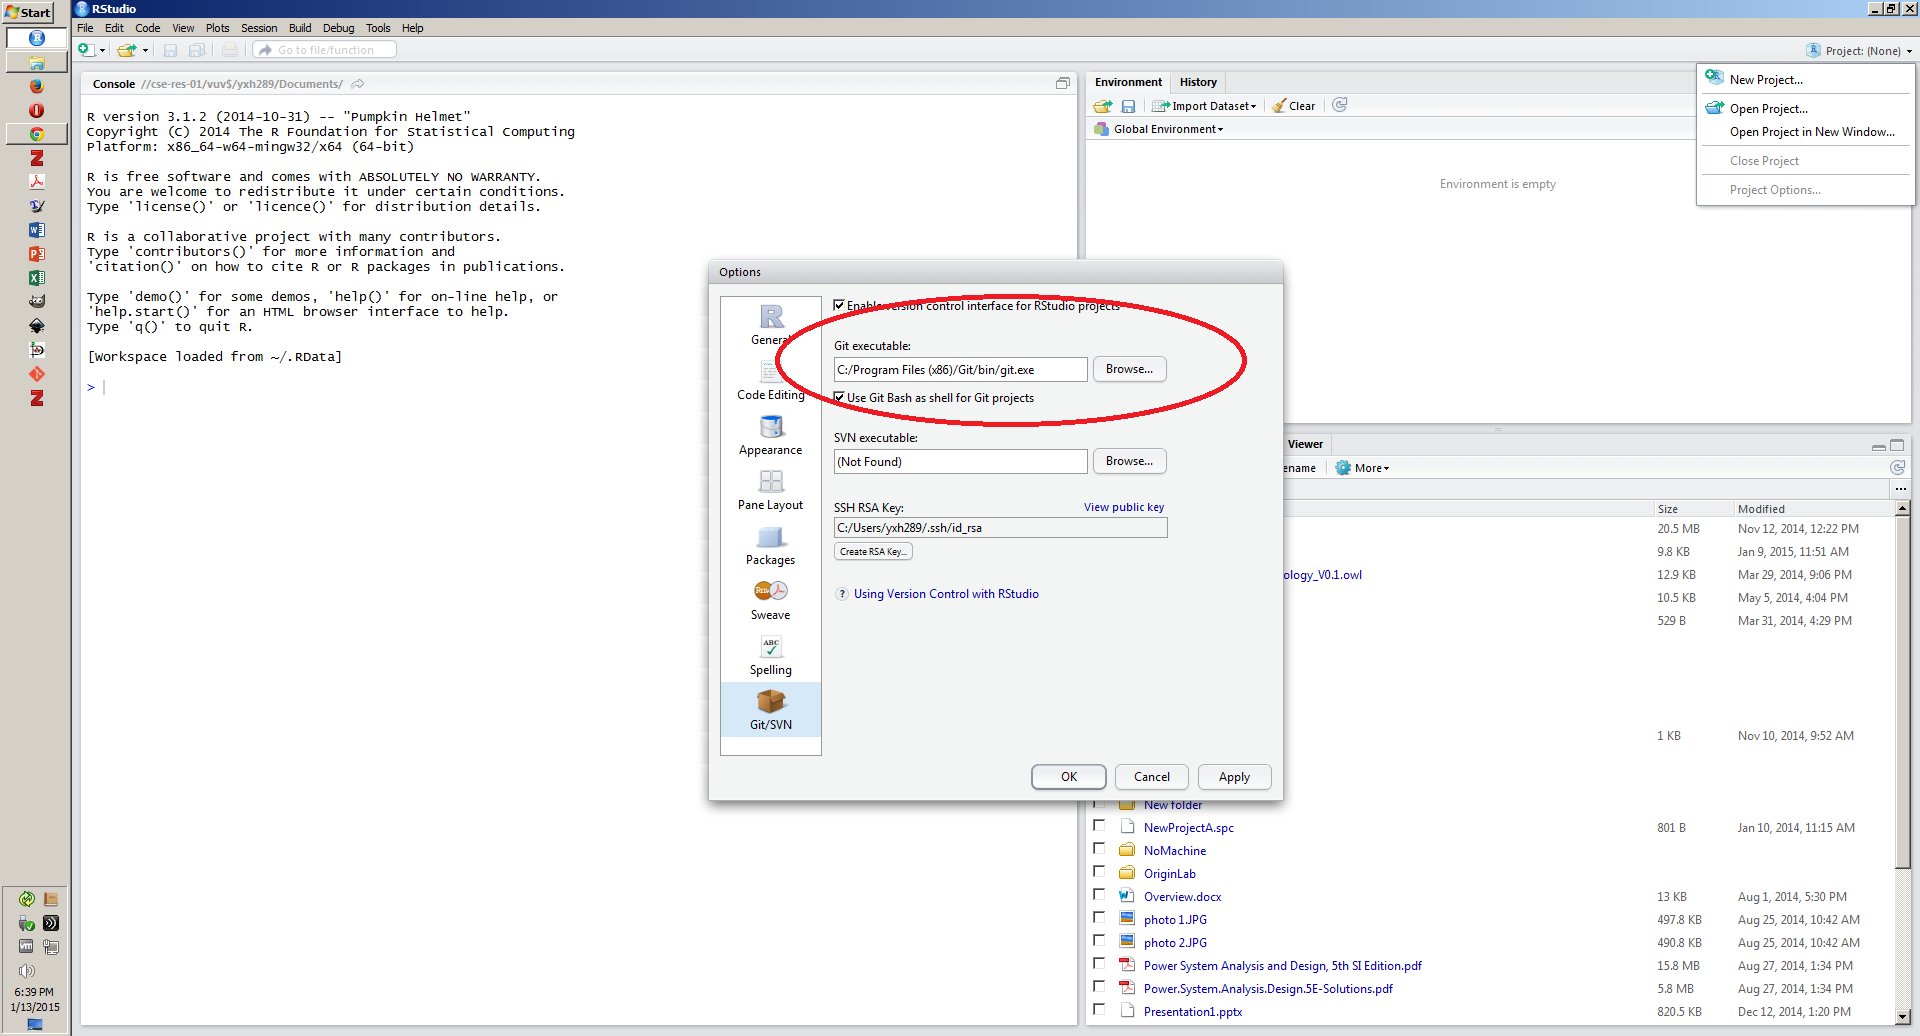 Start
RStudio
File Edit Code View Plots Session Build Debug Tools Help
Go to file/function
Project: (None)
New Project...
Open Project...
Open Project in New Window...
Close Project
Project Options...
Console //cse-res-01/vuv$/yxh289/Documents/
R version 3.1.2 (2014-10-31) -- "Pumpkin Helmet"
Copyright (C) 2014 The R Foundation for Statistical Computing
Platform: x86_64-w64-mingw32/x64 (64-bit)
R is free software and comes with ABSOLUTELY NO WARRANTY.
You are welcome to redistribute it under certain conditions.
Type 'license()' or 'licence()' for distribution details.
R is a collaborative project with many contributors.
Type 'contributors()' for more information and
'citation()' on how to cite R or R packages in publications.
Type 'demo()' for some demos, 'help()' for on-line help, or
'help.start()' for an HTML browser interface to help.
Type 'q()' to quit R.
[Workspace loaded from ~/.RData]
>
Environment History
Import Dataset Clear
Global Environment
Environment is empty
Options
General
Code Editing
Appearance
Pane Layout
Packages
Sweave
ABC
Spelling
Git/SVN
Enable version control interface for RStudio projects
Git executable:
C:/Program Files (x86)/Git/bin/git.exe Browse...
Use Git Bash as shell for Git projects
SVN executable:
(Not Found) Browse...
SSH RSA Key: View public key
C:/Users/yxh289/.ssh/id_rsa
Create RSA Key...
? Using Version Control with RStudio
OK Cancel Apply
Viewer
ename More
Size Modified
20.5 MB Nov 12, 2014, 12:22 PM
9.8 KB Jan 9, 2015, 11:51 AM
ology_V0.1.owl 12.9 KB Mar 29, 2014, 9:06 PM
10.5 KB May 5, 2014, 4:04 PM
529 B Mar 31, 2014, 4:29 PM
1 KB Nov 10, 2014, 9:52 AM
New folder
NewProjectA.spc 801 B Jan 10, 2014, 11:15 AM
NoMachine
OriginLab
Overview.docx 13 KB Aug 1, 2014, 5:30 PM
photo 1.JPG 497.8 KB Aug 25, 2014, 10:42 AM
photo 2.JPG 490.8 KB Aug 25, 2014, 10:42 AM
Power System Analysis and Design, 5th SI Edition.pdf 15.8 MB Aug 27, 2014, 1:34 PM
Power.System.Analysis.Design.5E-Solutions.pdf 5.8 MB Aug 27, 2014, 1:34 PM
Presentation1.pptx 820.5 KB Dec 12, 2014, 1:20 PM
6:39 PM
1/13/2015